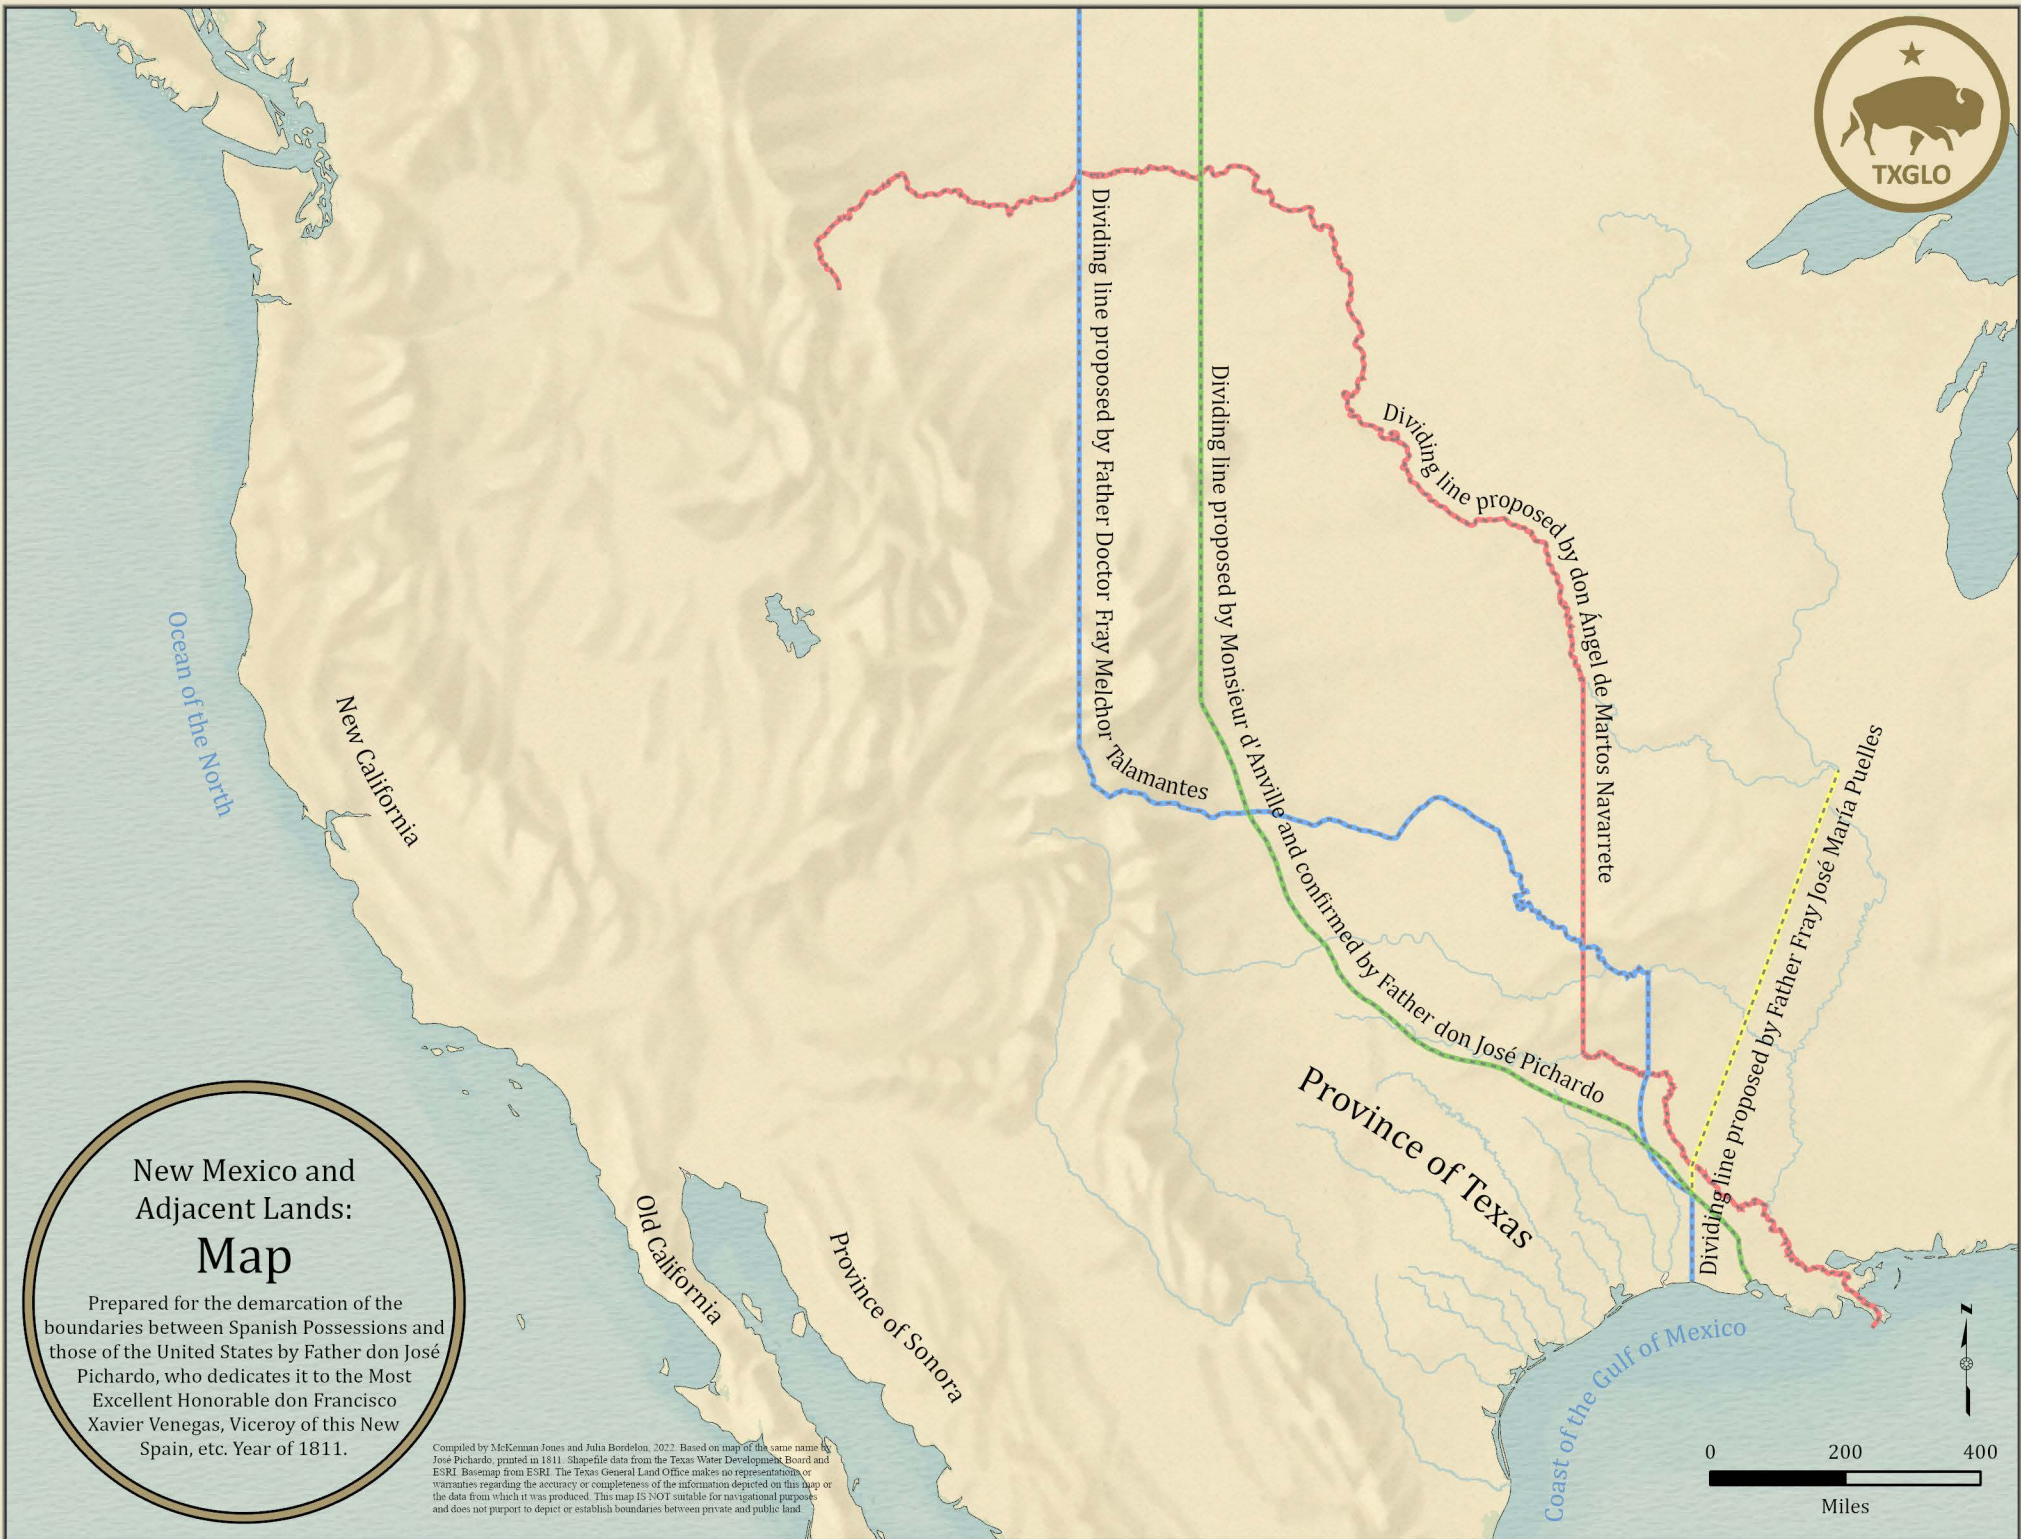 TXGLO
Dividing line proposed by Father Doctor Fray Melchor Talamantes
Dividing line proposed by Monsieur d'Anville and confirmed by Father don José Pichardo
Dividing line proposed by don Ángel de Martos Navarrete
Dividing line proposed by Father Fray José María Puelles
Ocean of the North
New California
Old California
Province of Sonora
Province of Texas
Coast of the Gulf of Mexico
New Mexico and
Adjacent Lands:
Map
Prepared for the demarcation of the
boundaries between Spanish Possessions and
those of the United States by Father don José
Pichardo, who dedicates it to the Most
Excellent Honorable don Francisco
Xavier Venegas, Viceroy of this New
Spain, etc. Year of 1811.
Compiled by McKennan Jones and Julia Bordelon, 2022. Based on map of the same name by
José Pichardo, printed in 1811. Shapefile data from the Texas Water Development Board and
ESRI. Basemap from ESRI. The Texas General Land Office makes no representations or
warranties regarding the accuracy or completeness of the information depicted on this map or
the data from which it was produced. This map IS NOT suitable for navigational purposes
and does not purport to depict or establish boundaries between private and public land
N
0 200 400
Miles